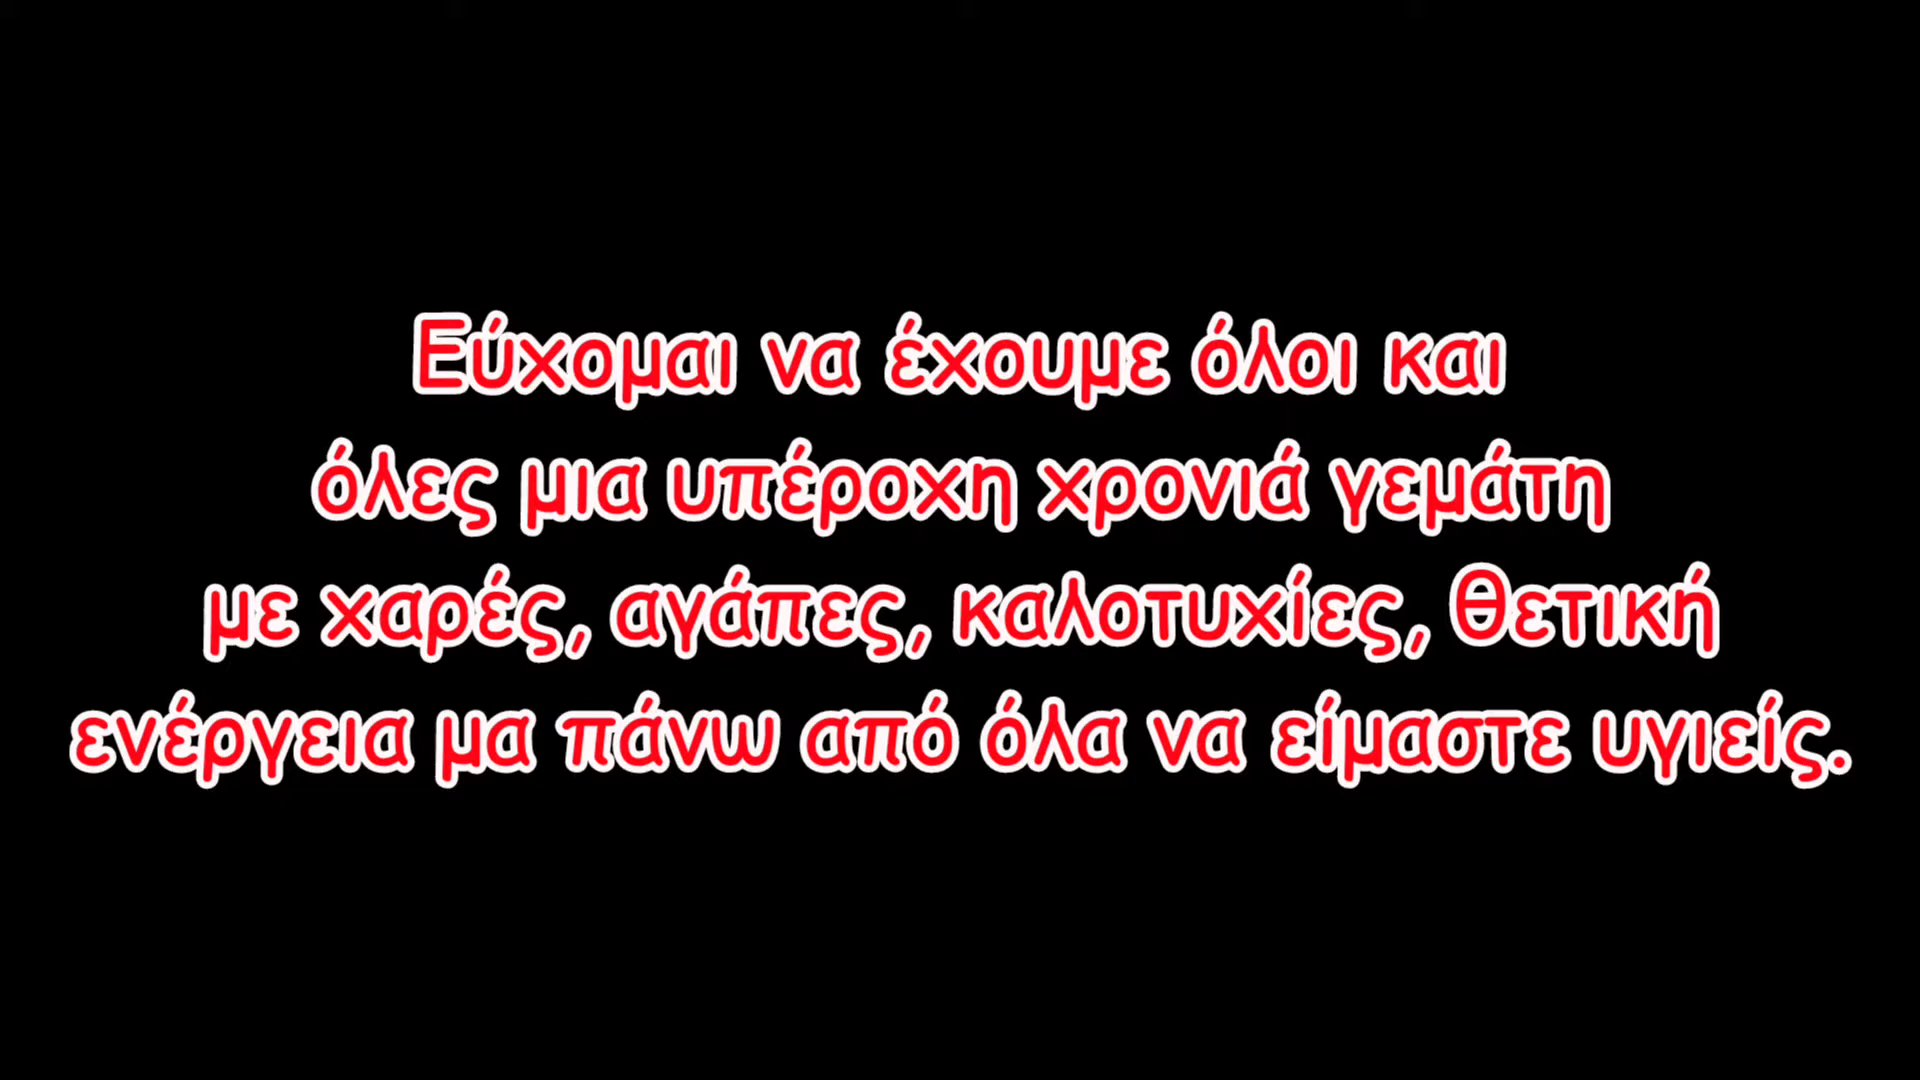 Εύχομαι να έχουμε όλοι και
όλες μια υπέροχη χρονιά γεμάτη
με χαρές, αγάπες, καλοτυχίες, θετική
ενέργεια μα πάνω από όλα να είμαστε υγιείς.